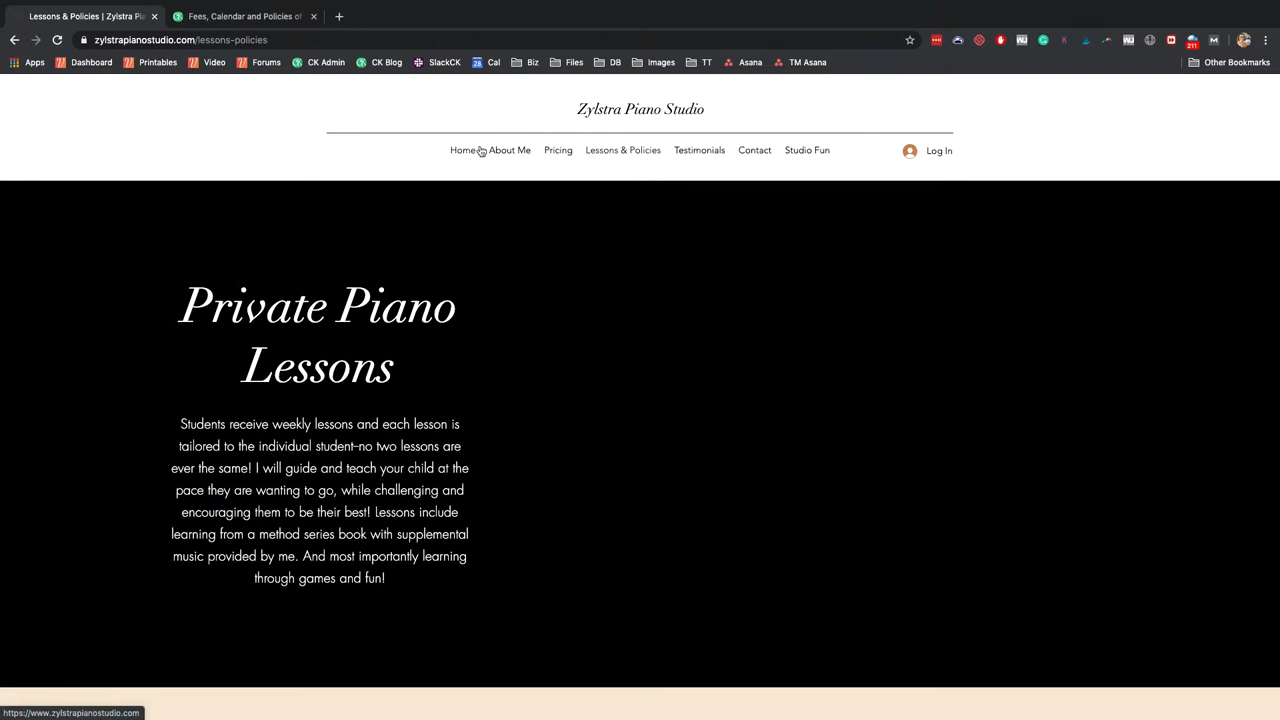 Lessons & Policies | Zylstra Pia
Fees, Calendar and Policies of
zylstrapianostudio.com/lessons-policies
211
Apps Dashboard Printables Video Forums CK Admin CK Blog SlackCK 28 Cal Biz Files DB Images TT Asana TM Asana Other Bookmarks
Zylstra Piano Studio
Home About Me Pricing Lessons & Policies Testimonials Contact Studio Fun Log In
Private Piano
Lessons
Students receive weekly lessons and each lesson is
tailored to the individual student–no two lessons are
ever the same! I will guide and teach your child at the
pace they are wanting to go, while challenging and
encouraging them to be their best! Lessons include
learning from a method series book with supplemental
music provided by me. And most importantly learning
through games and fun!
https://www.zylstrapianostudio.com